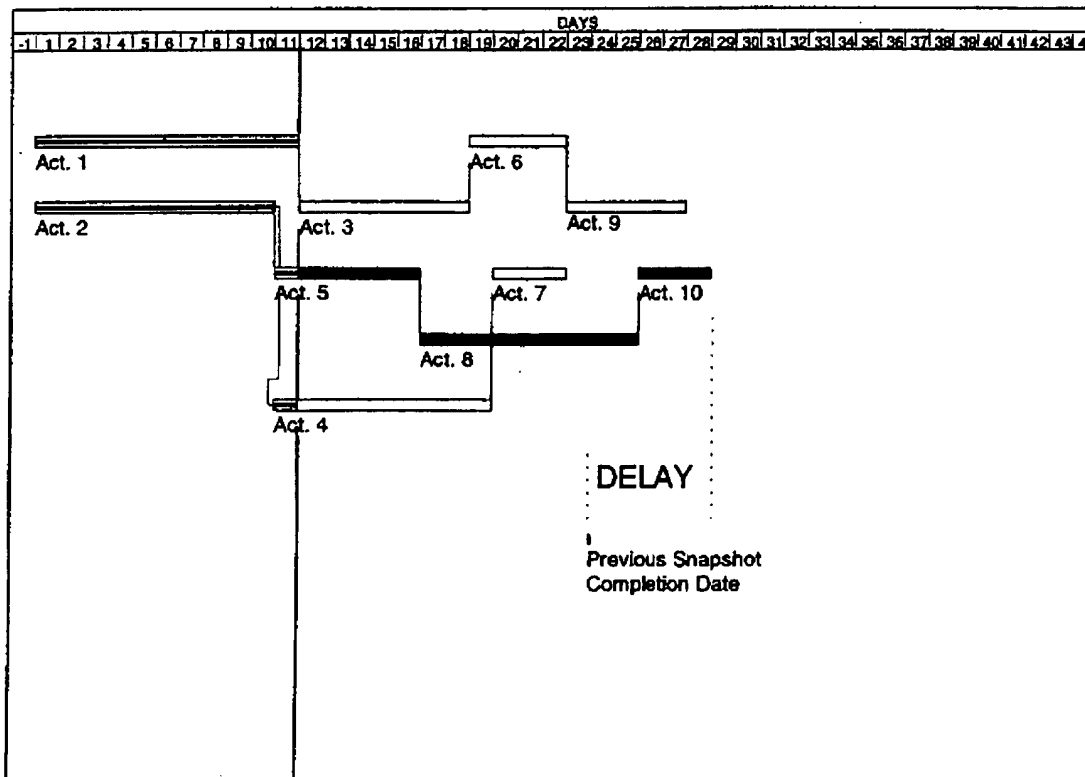 DAYS
-1 1 2 3 4 5 6 7 8 9 10 11 12 13 14 15 16 17 18 19 20 21 22 23 24 25 26 27 28 29 30 31 32 33 34 35 36 37 38 39 40 41 42 43 4
Act. 1
Act. 6
Act. 2
Act. 3
Act. 9
Act. 5
Act. 7
Act. 10
Act. 8
Act. 4
DELAY
Previous Snapshot
Completion Date